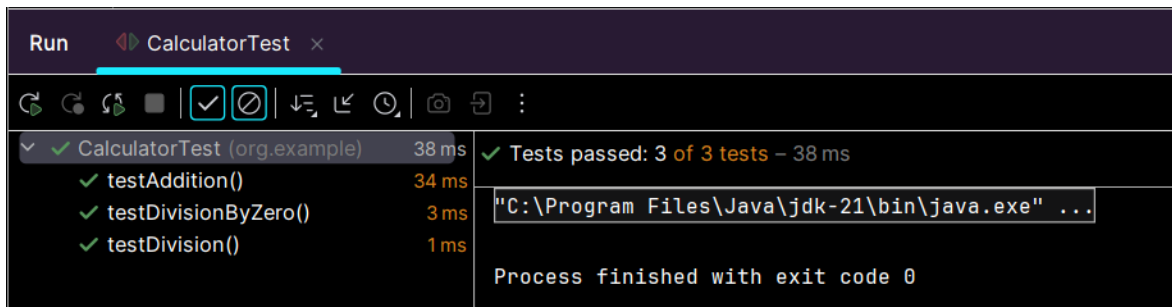 Run CalculatorTest ×
CalculatorTest (org.example) 38 ms
testAddition() 34 ms
testDivisionByZero() 3 ms
testDivision() 1 ms
Tests passed: 3 of 3 tests – 38 ms
"C:\Program Files\Java\jdk-21\bin\java.exe" ...
Process finished with exit code 0